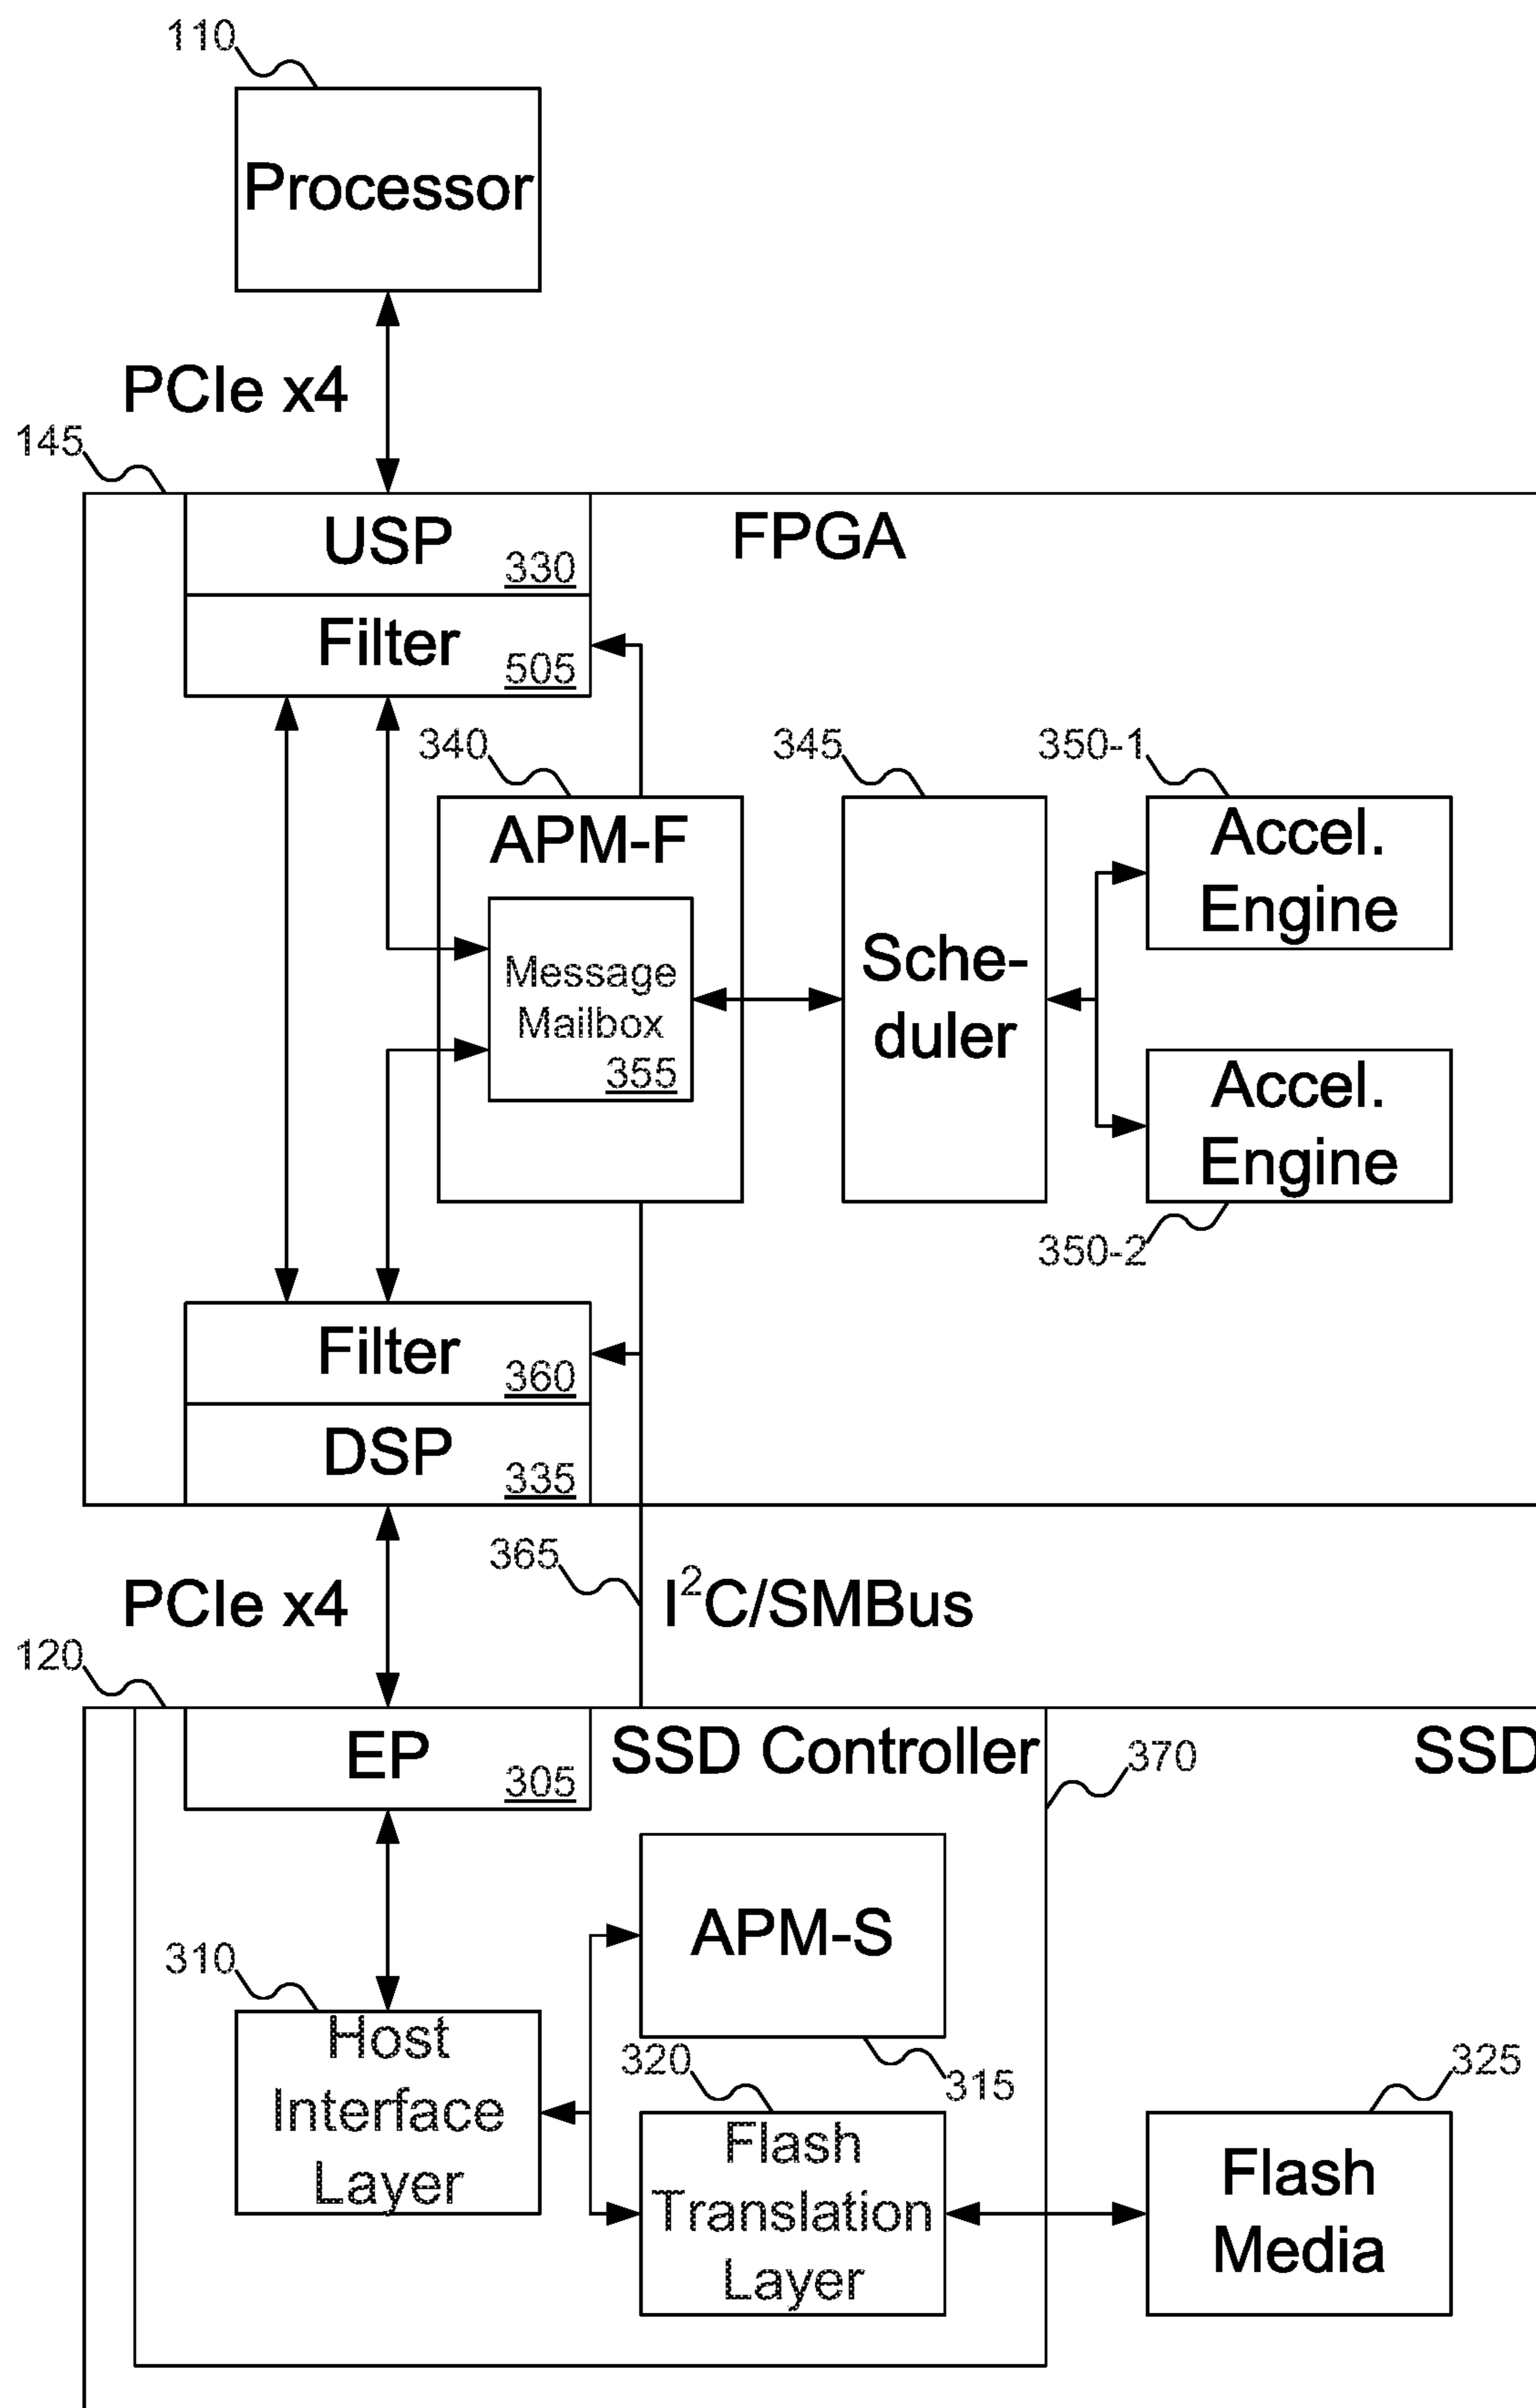 110
Processor
PCIe x4
145
USP
330
FPGA
Filter
505
340
345
350-1
APM-F
Accel.
Engine
Message
Mailbox
355
Sche-
duler
Accel.
Engine
350-2
Filter
360
DSP
335
365
PCIe x4
I²C/SMBus
120
EP
305
SSD Controller
370
SSD
APM-S
310
Host
Interface
Layer
315
320
325
Flash
Translation
Layer
Flash
Media